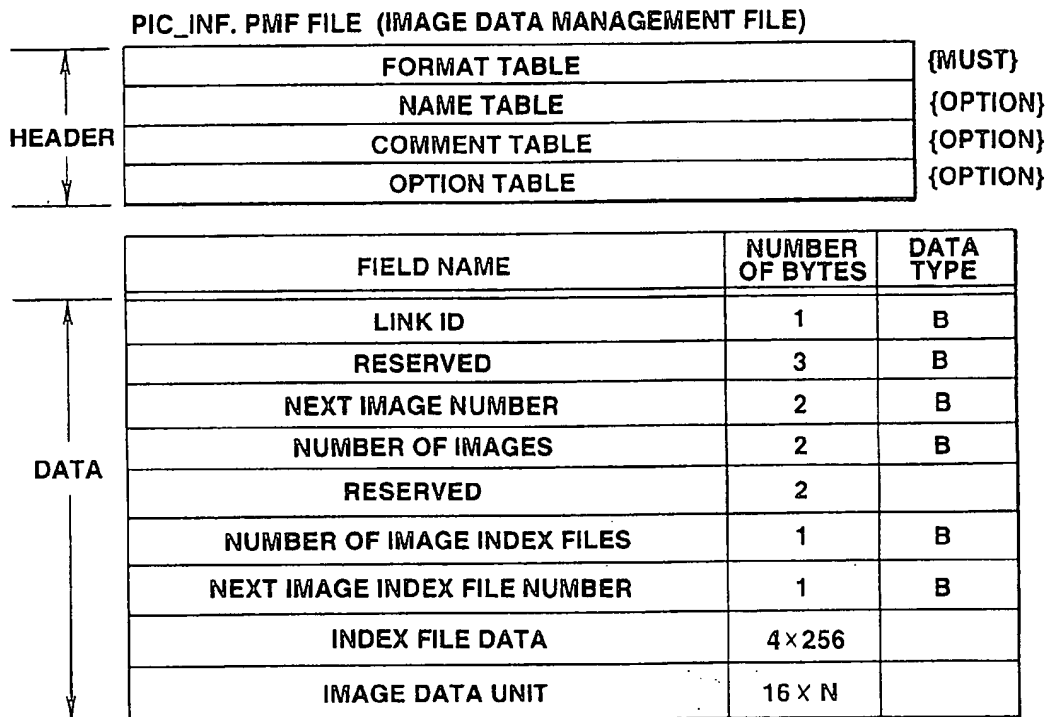 PIC_INF. PMF FILE (IMAGE DATA MANAGEMENT FILE)
HEADER
FORMAT TABLE {MUST}
NAME TABLE {OPTION}
COMMENT TABLE {OPTION}
OPTION TABLE {OPTION}
DATA
FIELD NAME NUMBER OF BYTES DATA TYPE
LINK ID 1 B
RESERVED 3 B
NEXT IMAGE NUMBER 2 B
NUMBER OF IMAGES 2 B
RESERVED 2
NUMBER OF IMAGE INDEX FILES 1 B
NEXT IMAGE INDEX FILE NUMBER 1 B
INDEX FILE DATA 4×256
IMAGE DATA UNIT 16 × N